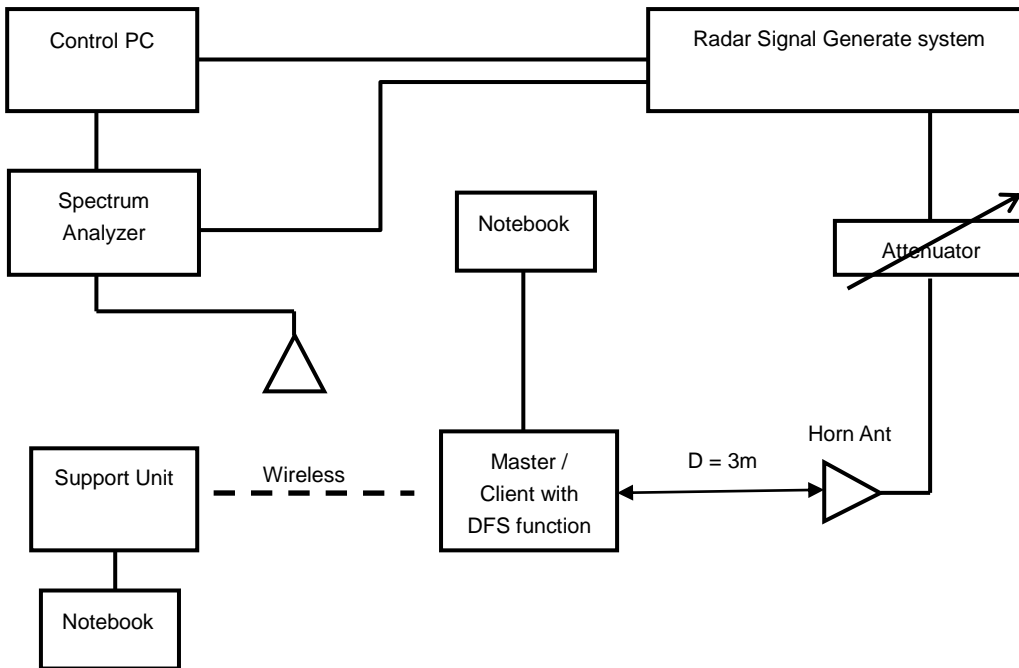 Control PC
Radar Signal Generate system
Spectrum
Analyzer
Notebook
Attenuator
Horn Ant
D = 3m
Master /
Client with
DFS function
Wireless
Support Unit
Notebook